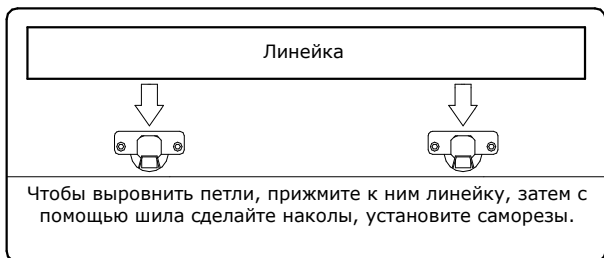 Линейка
Чтобы выровнить петли, прижмите к ним линейку, затем с
помощью шила сделайте наколы, установите саморезы.